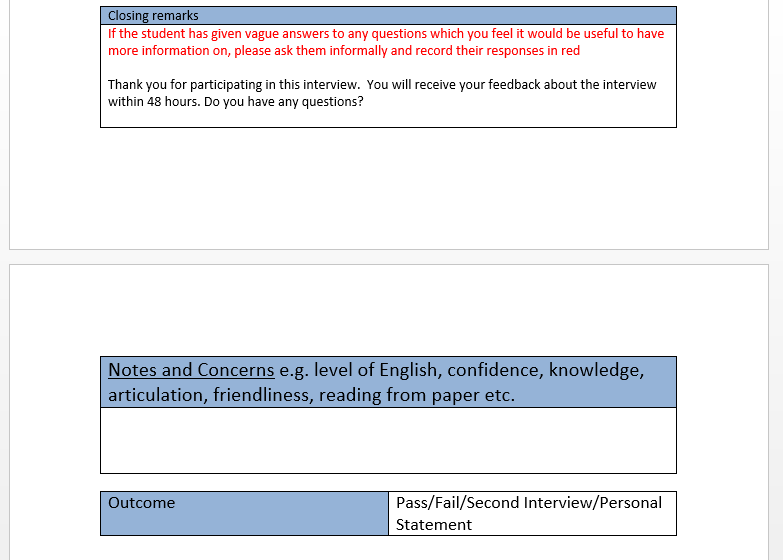 Closing remarks
If the student has given vague answers to any questions which you feel it would be useful to have
more information on, please ask them informally and record their responses in red
Thank you for participating in this interview.  You will receive your feedback about the interview
within 48 hours. Do you have any questions?
Notes and Concerns e.g. level of English, confidence, knowledge,
articulation, friendliness, reading from paper etc.
Outcome
Pass/Fail/Second Interview/Personal
Statement